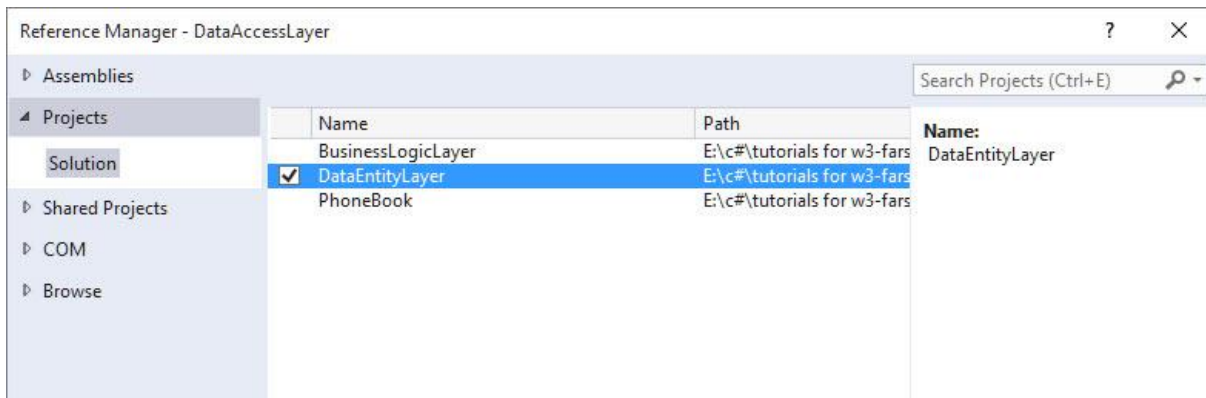 Reference Manager - DataAccessLayer ?
Assemblies
Search Projects (Ctrl+E)
Projects
Solution
Shared Projects
COM
Browse
Name Path
BusinessLogicLayer E:\c#\tutorials for w3-fars
DataEntityLayer E:\c#\tutorials for w3-fars
PhoneBook E:\c#\tutorials for w3-fars
Name:
DataEntityLayer